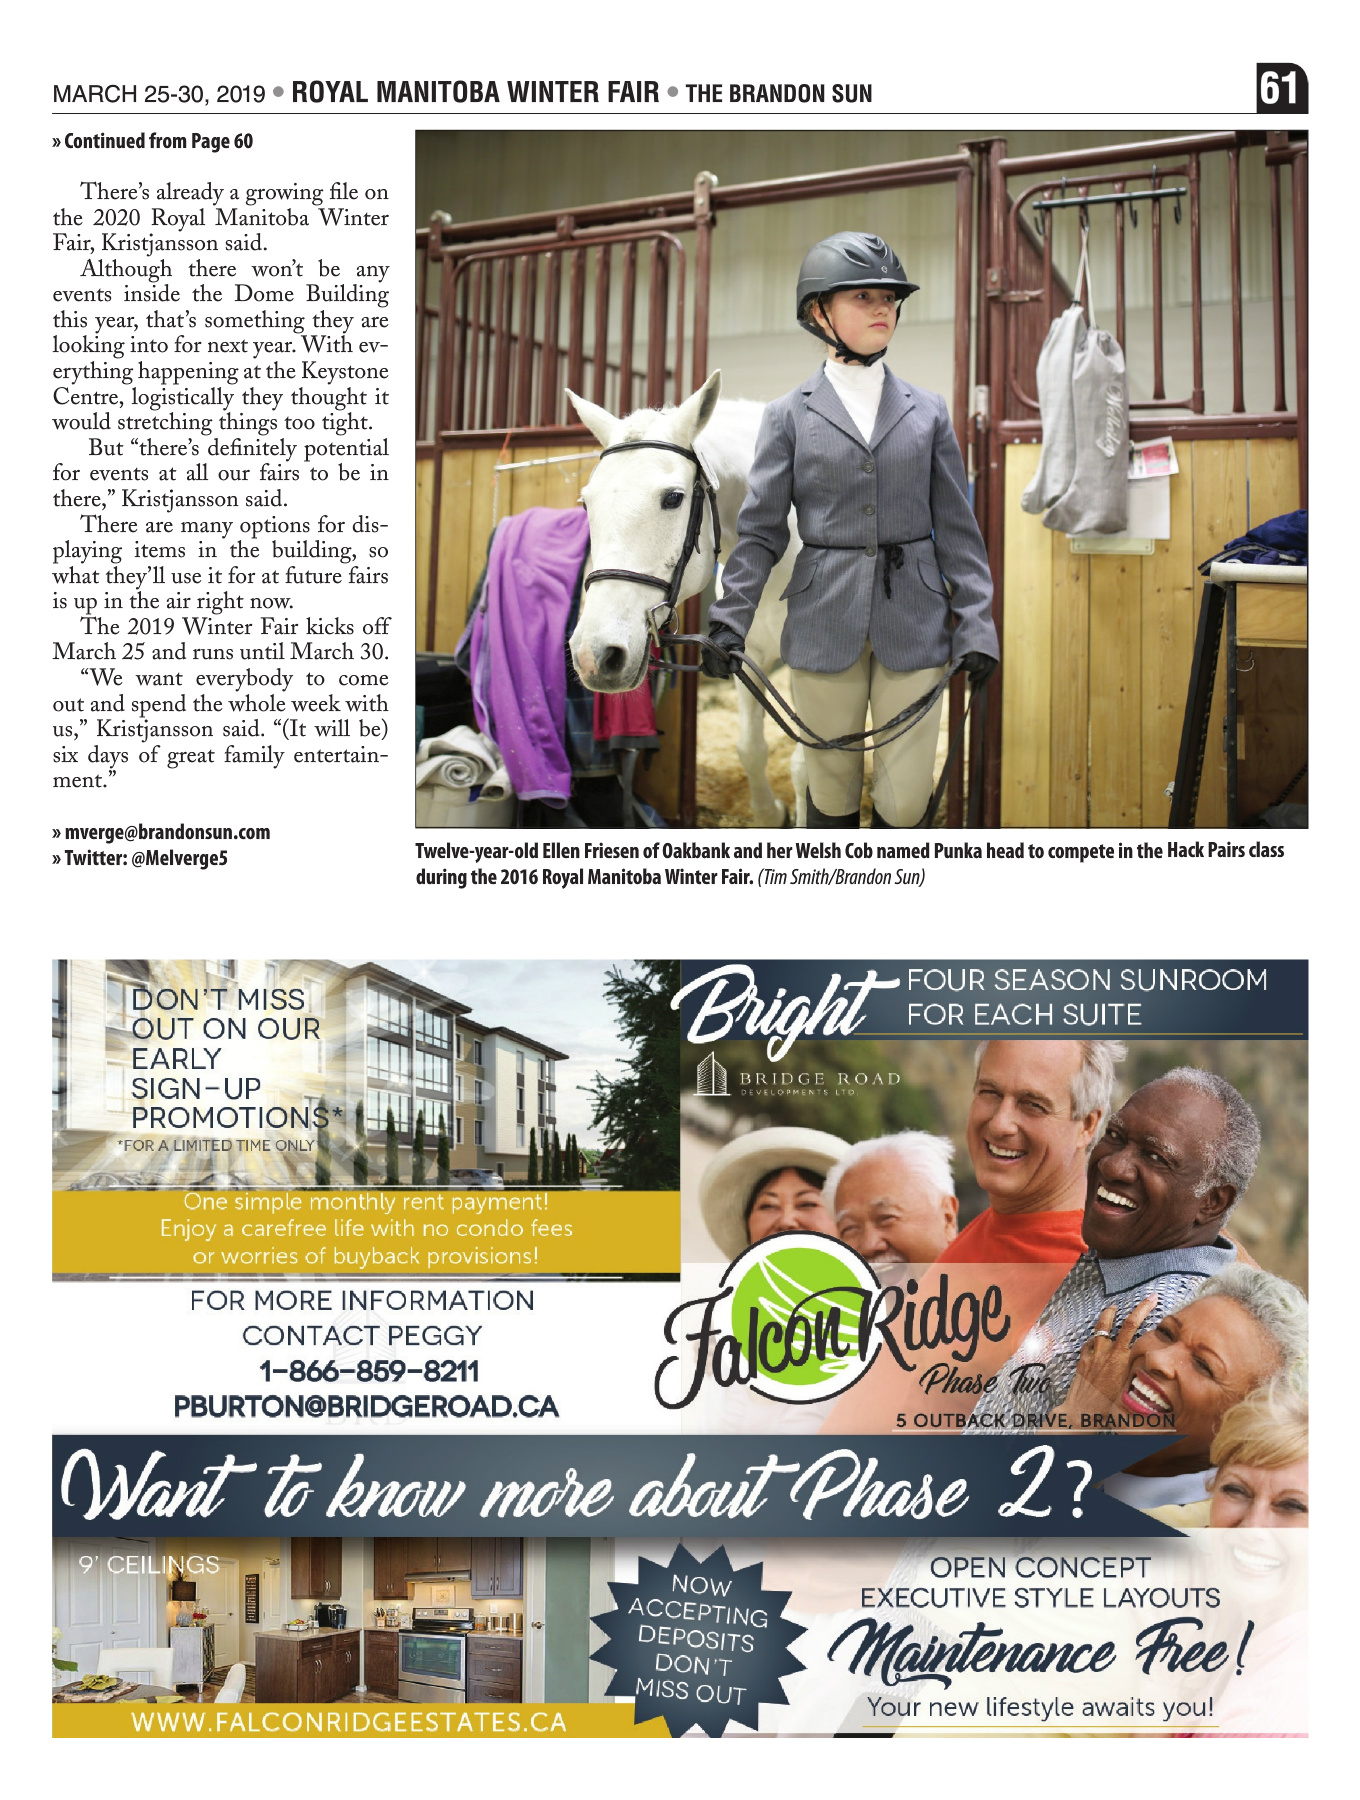 MARCH 25-30, 2019 • ROYAL MANITOBA WINTER FAIR • THE BRANDON SUN
61
» Continued from Page 60
There's already a growing file on
the 2020 Royal Manitoba Winter
Fair, Kristjansson said.
Although there won't be any
events inside the Dome Building
this year, that's something they are
looking into for next year. With ev-
erything happening at the Keystone
Centre, logistically they thought it
would stretching things too tight.
But “there's definitely potential
for events at all our fairs to be in
there,” Kristjansson said.
There are many options for dis-
playing items in the building, so
what they'll use it for at future fairs
is up in the air right now.
The 2019 Winter Fair kicks off
March 25 and runs until March 30.
“We want everybody to come
out and spend the whole week with
us,” Kristjansson said. “(It will be)
six days of great family entertain-
ment.”
» mverge@brandonsun.com
» Twitter: @Melverge5
Twelve-year-old Ellen Friesen of Oakbank and her Welsh Cob named Punka head to compete in the Hack Pairs class
during the 2016 Royal Manitoba Winter Fair. (Tim Smith/Brandon Sun)
DON'T MISS
OUT ON OUR
EARLY
SIGN-UP
PROMOTIONS*
*FOR A LIMITED TIME ONLY*
One simple monthly rent payment!
Enjoy a carefree life with no condo fees
or worries of buyback provisions!
FOR MORE INFORMATION
CONTACT PEGGY
1-866-859-8211
PBURTON@BRIDGEROAD.CA
Bright FOUR SEASON SUNROOM
FOR EACH SUITE
BRIDGE ROAD
DEVELOPMENTS LTD.
Falcon Ridge
Phase Two
5 OUTBACK DRIVE, BRANDON
Want to know more about Phase 2?
9' CEILINGS
WWW.FALCONRIDGEESTATES.CA
NOW
ACCEPTING
DEPOSITS
DON'T
MISS OUT
OPEN CONCEPT
EXECUTIVE STYLE LAYOUTS
Maintenance Free!
Your new lifestyle awaits you!